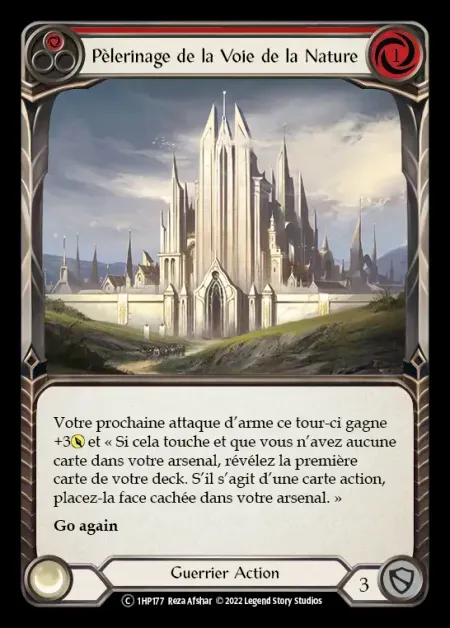 Pèlerinage de la Voie de la Nature
1
Votre prochaine attaque d'arme ce tour-ci gagne
+3 et « Si cela touche et que vous n'avez aucune
carte dans votre arsenal, révélez la première
carte de votre deck. S'il s'agit d'une carte action,
placez-la face cachée dans votre arsenal. »
Go again
Guerrier Action
3
C 1HP177 Reza Afshar © 2022 Legend Story Studios